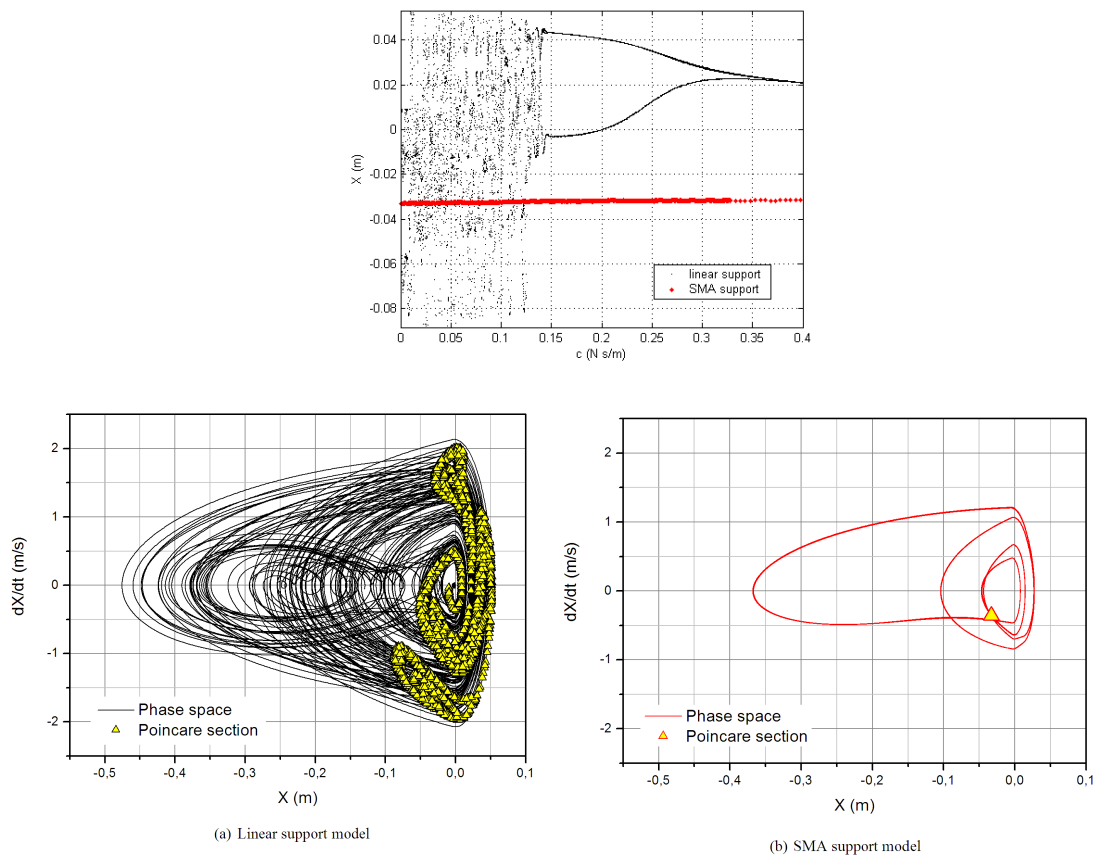 0.04
0.02
0
-0.02
-0.04
-0.06
-0.08
X (m)
0 0.05 0.1 0.15 0.2 0.25 0.3 0.35 0.4
c (N s/m)
linear support
SMA support
2
1
0
-1
-2
dX/dt (m/s)
Phase space
Poincare section
-0,5 -0,4 -0,3 -0,2 -0,1 0,0 0,1
X (m)
(a) Linear support model
2
1
0
-1
-2
dX/dt (m/s)
Phase space
Poincare section
-0,5 -0,4 -0,3 -0,2 -0,1 0,0 0,1
X (m)
(b) SMA support model